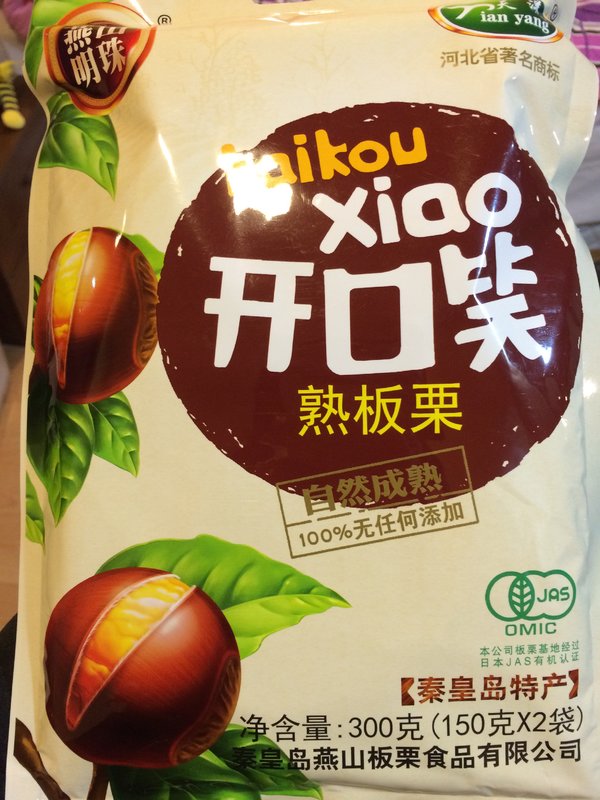 燕山
明珠
®
天洋
Tian yang
®
河北省著名商标
kaikou
xiao
开口笑
熟板栗
自然成熟
100%无任何添加
JAS
OMIC
本公司板栗基地经过
日本JAS有机认证
【秦皇岛特产】
净含量:300克(150克X2袋)
秦皇岛燕山板栗食品有限公司